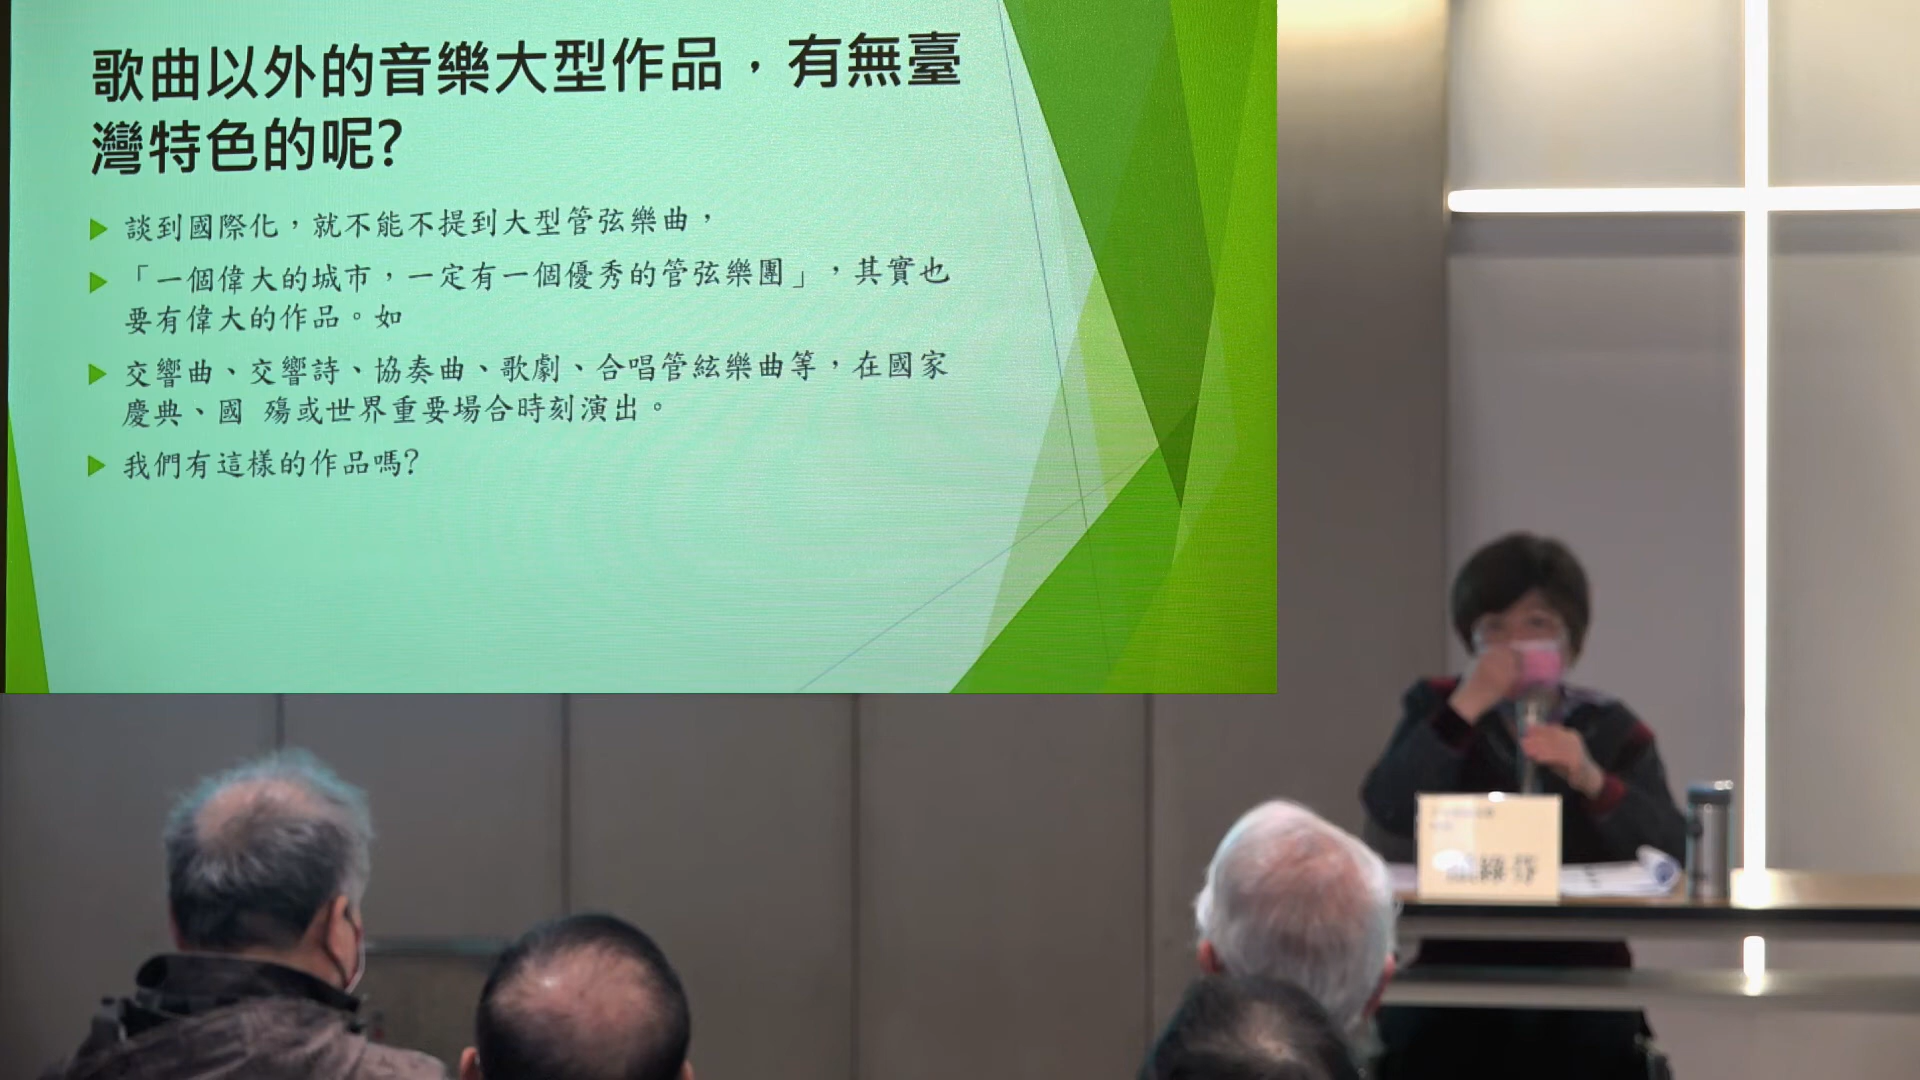 歌曲以外的音樂大型作品，有無臺
灣特色的呢?
談到國際化，就不能不提到大型管弦樂曲，
「一個偉大的城市，一定有一個優秀的管弦樂團」，其實也
要有偉大的作品。如
交響曲、交響詩、協奏曲、歌劇、合唱管絃樂曲等，在國家
慶典、國 殤或世界重要場合時刻演出。
我們有這樣的作品嗎?